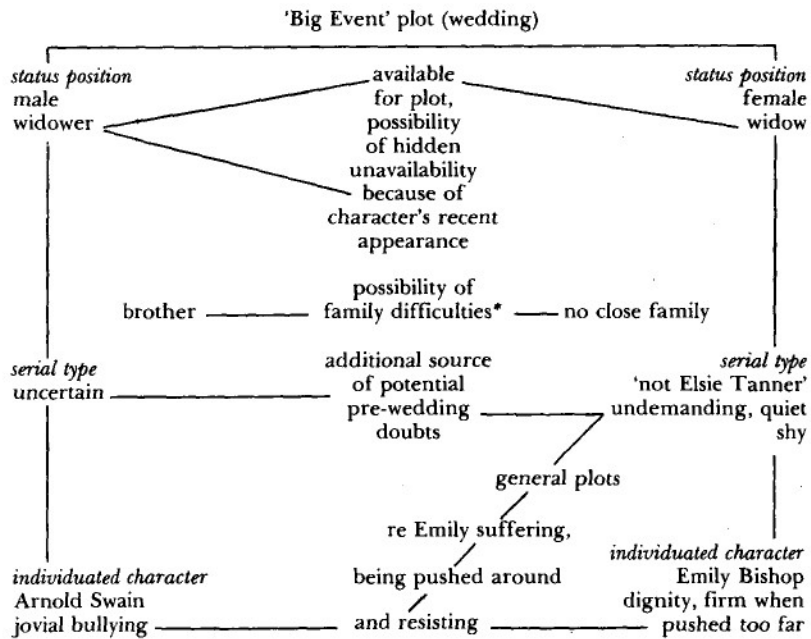 'Big Event' plot (wedding)
status position
male
widower
available
for plot,
possibility
of hidden
unavailability
because of
character's recent
appearance
status position
female
widow
brother
possibility of
family difficulties*
no close family
serial type
uncertain
additional source
of potential
pre-wedding
doubts
serial type
'not Elsie Tanner'
undemanding, quiet
shy
general plots
re Emily suffering,
being pushed around
and resisting
individuated character
Arnold Swain
jovial bullying
individuated character
Emily Bishop
dignity, firm when
pushed too far